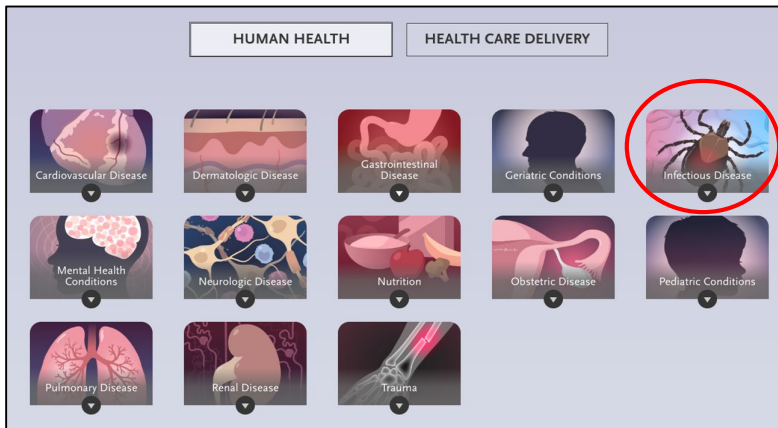 HUMAN HEALTH
HEALTH CARE DELIVERY
Cardiovascular Disease
Dermatologic Disease
Gastrointestinal
Disease
Geriatric Conditions
Infectious Disease
Mental Health
Conditions
Neurologic Disease
Nutrition
Obstetric Disease
Pediatric Conditions
Pulmonary Disease
Renal Disease
Trauma